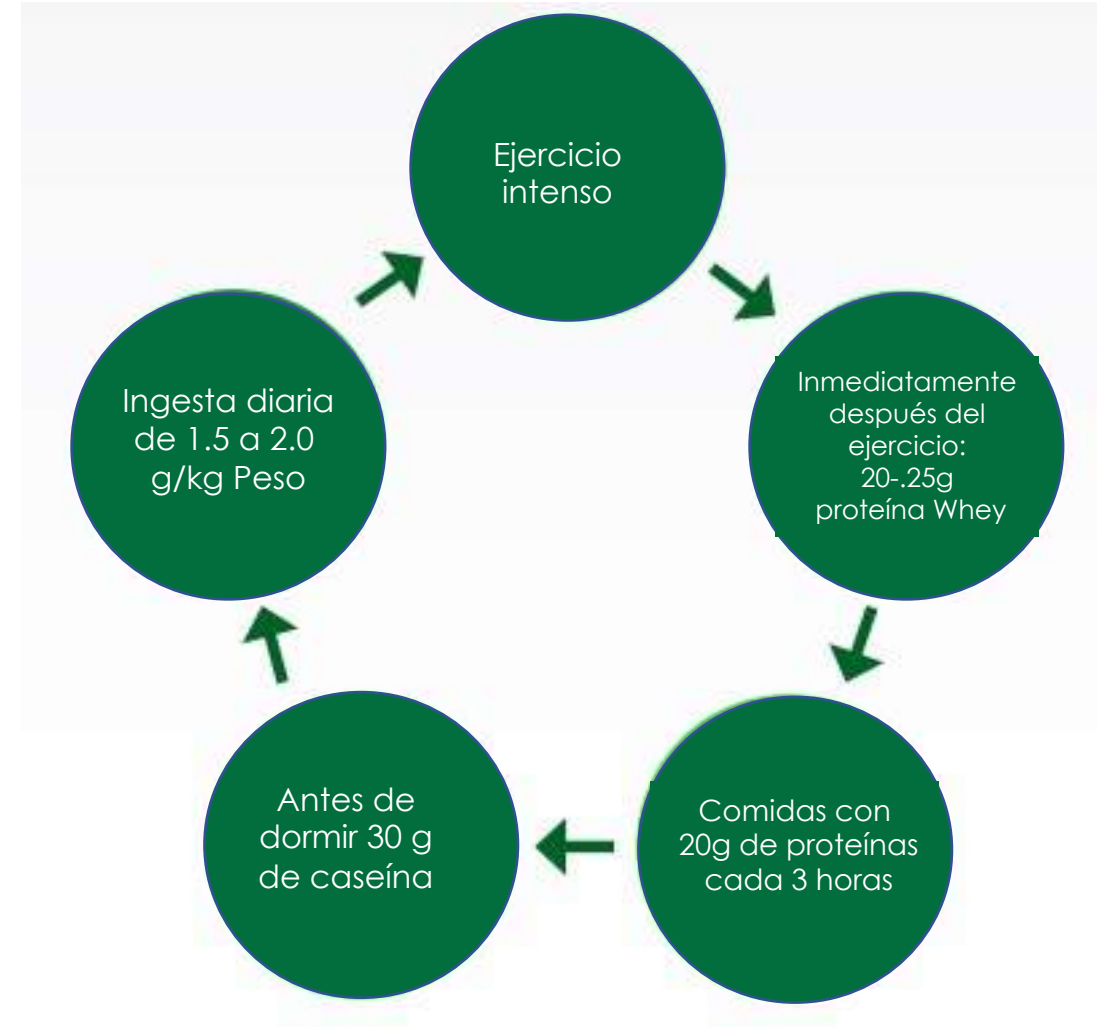 Ejercicio
intenso
Inmediatamente
después del
ejercicio:
20-.25g
proteína Whey
Comidas con
20g de proteínas
cada 3 horas
Antes de
dormir 30 g
de caseína
Ingesta diaria
de 1.5 a 2.0
g/kg Peso